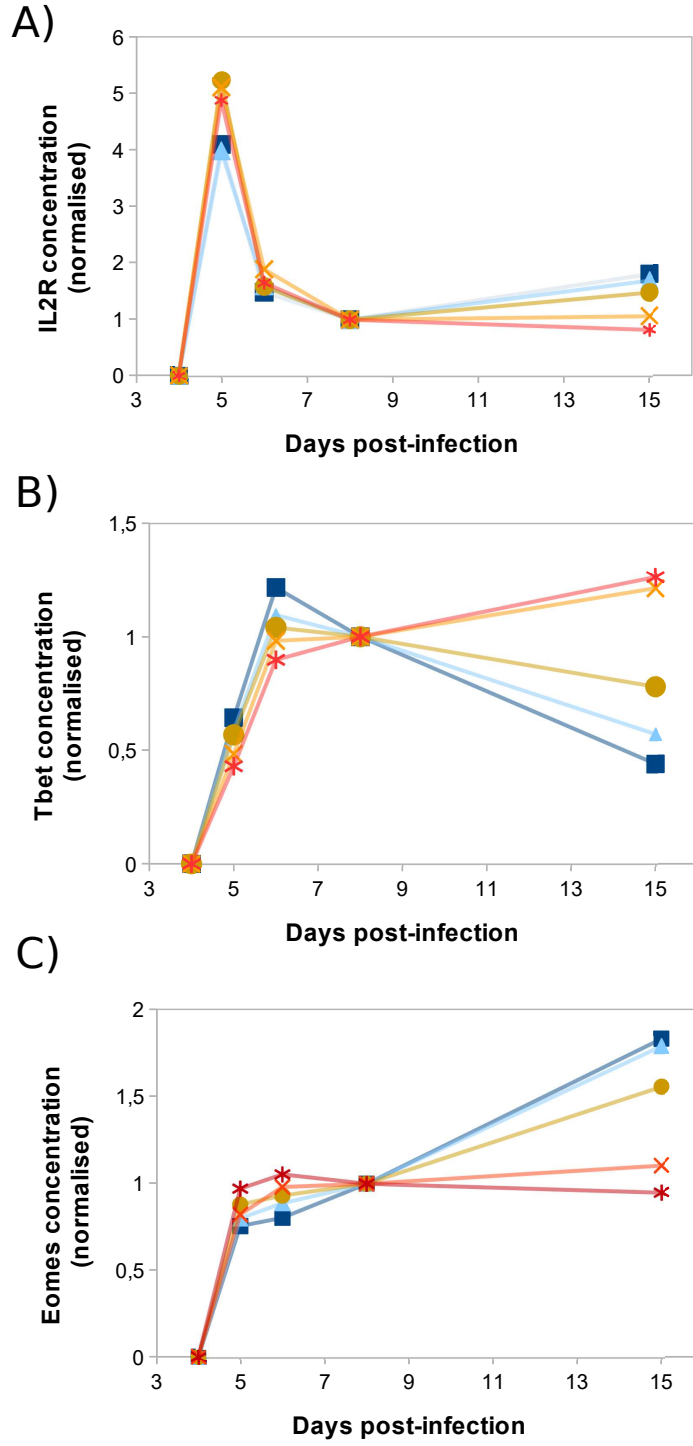 A)
6
5
4
3
2
1
0
IL2R concentration
(normalised)
3 5 7 9 11 13 15
Days post-infection
B)
1,5
1
0,5
0
Tbet concentration
(normalised)
3 5 7 9 11 13 15
Days post-infection
C)
2
1,5
1
0,5
0
Eomes concentration
(normalised)
3 5 7 9 11 13 15
Days post-infection